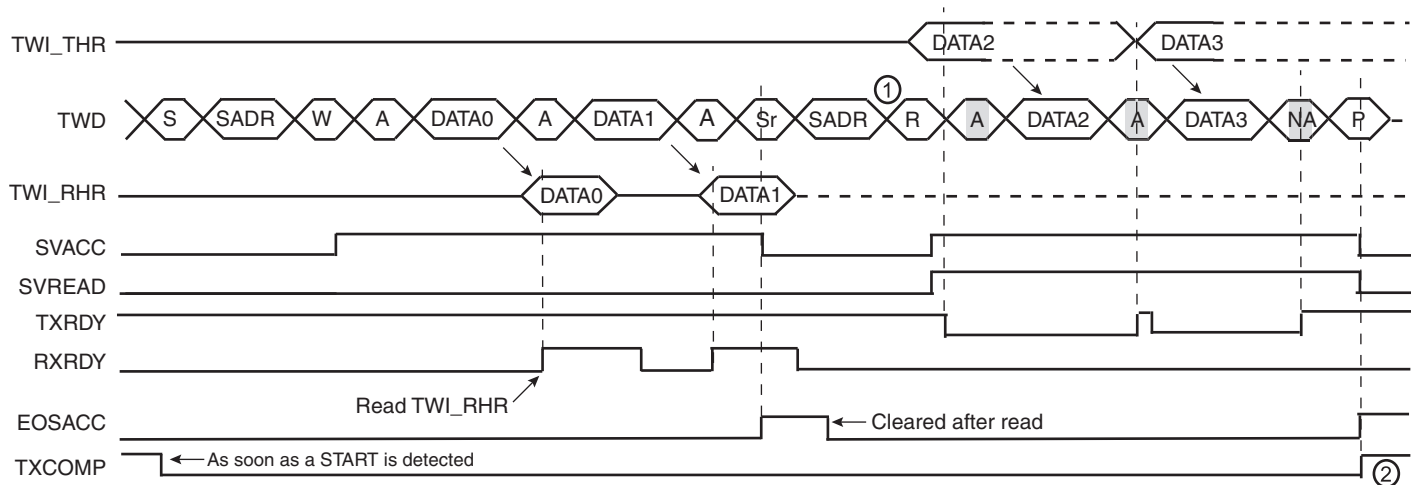 TWI_THR DATA2 DATA3
①
TWD S SADR W A DATA0 A DATA1 A Sr SADR R A DATA2 A DATA3 NA P
TWI_RHR DATA0 DATA1
SVACC
SVREAD
TXRDY
RXRDY
Read TWI_RHR
EOSACC Cleared after read
TXCOMP As soon as a START is detected ②